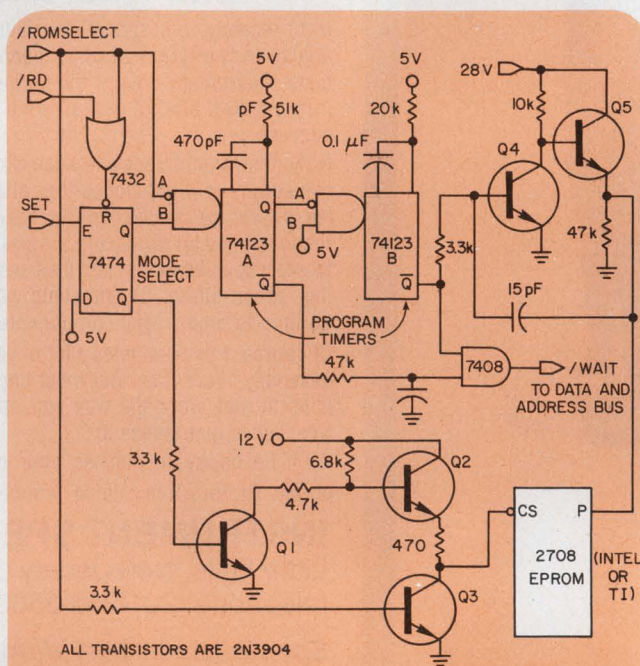 /ROMSELECT
/RD
7432
SET
R
E
Q
7474
D
Q
5V
MODE
SELECT
A
B
470pF
5V
pF
51k
Q
74123
A
Q
A
B
5V
0.1 μF
5V
20k
74123
B
Q
PROGRAM
TIMERS
47k
28V
10k
Q5
Q4
3.3k
47k
15pF
7408
/WAIT
TO DATA AND
ADDRESS BUS
3.3k
12V
6.8k
4.7k
Q2
Q1
470
3.3k
Q3
CS
P
2708
EPROM
(INTEL
OR
TI)
ALL TRANSISTORS ARE 2N3904